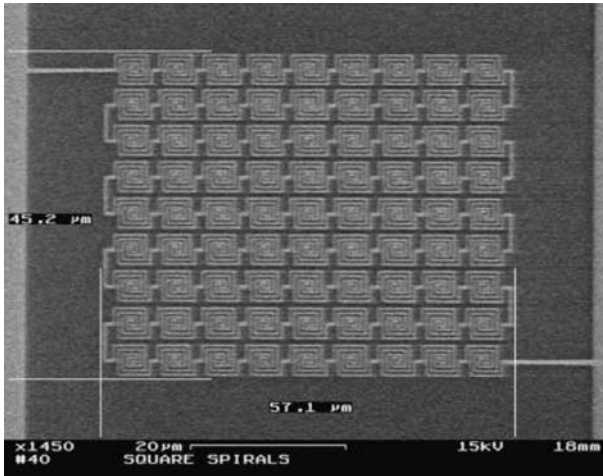 45.2 µm
57.1 µm
x1450 20µm 15kV 18mm
#40 SQUARE SPIRALS